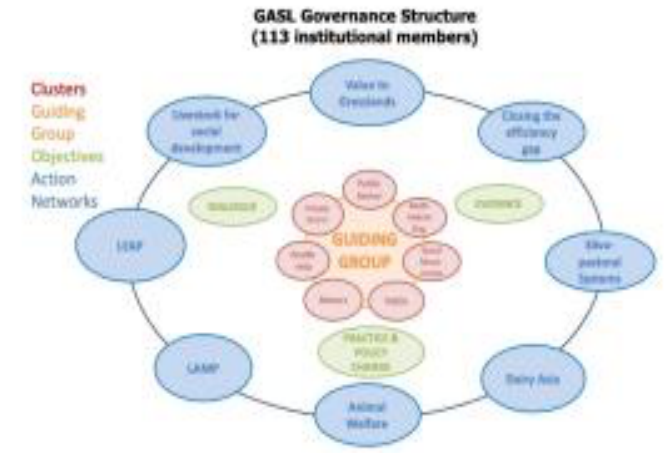 GASL Governance Structure
(113 institutional members)
Clusters
Guiding
Group
Objectives
Action
Networks
Value to
Grasslands
Livestock for
social
development
Closing the
efficiency
gap
DIALOGUE
EVIDENCE
GUIDING
GROUP
LEAP
Silvo-
pastoral
Systems
Donors
PRACTICE &
POLICY
CHANGE
LAMP
Dairy Asia
Animal
Welfare